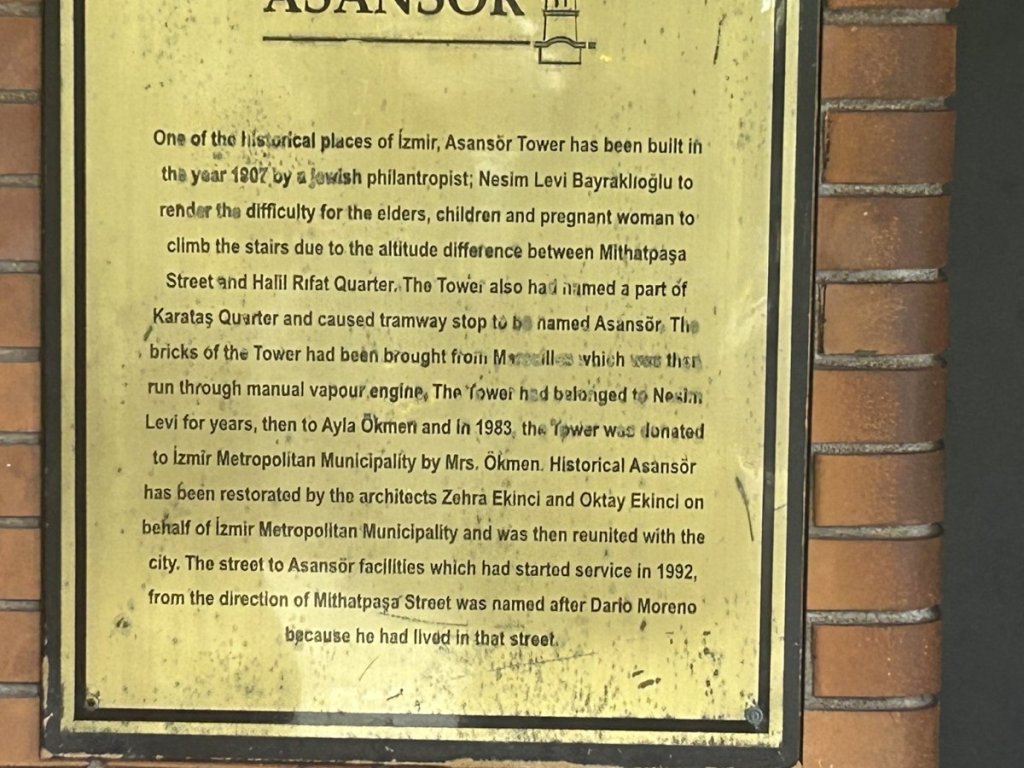 ASANSÖR
One of the historical places of İzmir, Asansör Tower has been built in
the year 1907 by a jewish philantropist; Nesim Levi Bayraklıoğlu to
render the difficulty for the elders, children and pregnant woman to
climb the stairs due to the altitude difference between Mithatpaşa
Street and Halil Rıfat Quarter. The Tower also had named a part of
Karataş Quarter and caused tramway stop to be named Asansör. The
bricks of the Tower had been brought from Marseilles which was then
run through manual vapour engine. The Tower had belonged to Nesim
Levi for years, then to Ayla Ökmen and in 1983, the Tower was donated
to İzmir Metropolitan Municipality by Mrs. Ökmen. Historical Asansör
has been restorated by the architects Zehra Ekinci and Oktay Ekinci on
behalf of İzmir Metropolitan Municipality and was then reunited with the
city. The street to Asansör facilities which had started service in 1992,
from the direction of Mithatpaşa Street was named after Dario Moreno
because he had lived in that street.